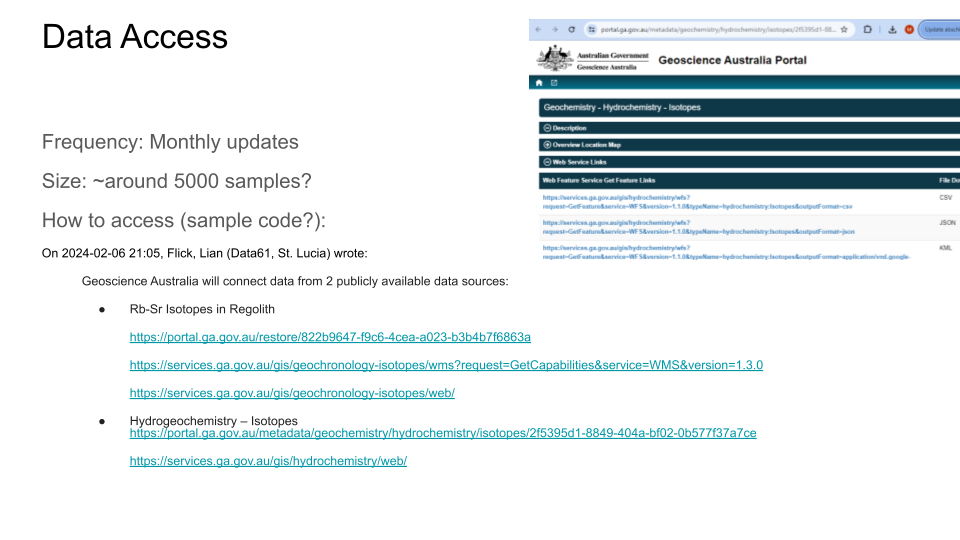 Data Access
portal.ga.gov.au/metadata/geochemistry/hydrochemistry/isotopes/2f5395d1-88...
Australian Government
Geoscience Australia
Geoscience Australia Portal
Geochemistry - Hydrochemistry - Isotopes
Description
Overview Location Map
Web Service Links
Web Feature Service Get Feature Links
File Do
https://services.ga.gov.au/gis/hydrochemistry/wfs?
request=GetFeature&service=WFS&version=1.1.0&typeName=hydrochemistry:Isotopes&outputFormat=csv
CSV
https://services.ga.gov.au/gis/hydrochemistry/wfs?
request=GetFeature&service=WFS&version=1.1.0&typeName=hydrochemistry:Isotopes&outputFormat=json
JSON
https://services.ga.gov.au/gis/hydrochemistry/wfs?
request=GetFeature&service=WFS&version=1.1.0&typeName=hydrochemistry:Isotopes&outputFormat=application/vnd.google-
KML
Frequency: Monthly updates
Size: ~around 5000 samples?
How to access (sample code?):
On 2024-02-06 21:05, Flick, Lian (Data61, St. Lucia) wrote:
Geoscience Australia will connect data from 2 publicly available data sources:
● Rb-Sr Isotopes in Regolith
https://portal.ga.gov.au/restore/822b9647-f9c6-4cea-a023-b3b4b7f6863a
https://services.ga.gov.au/gis/geochronology-isotopes/wms?request=GetCapabilities&service=WMS&version=1.3.0
https://services.ga.gov.au/gis/geochronology-isotopes/web/
● Hydrogeochemistry – Isotopes
https://portal.ga.gov.au/metadata/geochemistry/hydrochemistry/isotopes/2f5395d1-8849-404a-bf02-0b577f37a7ce
https://services.ga.gov.au/gis/hydrochemistry/web/